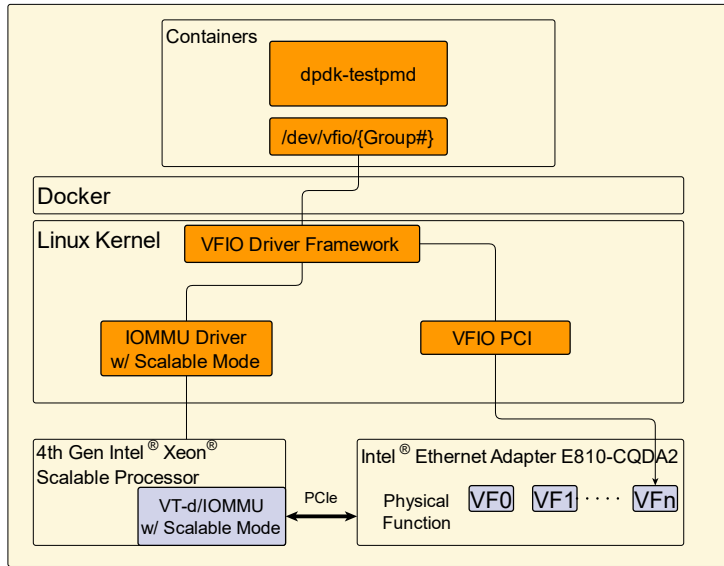 Containers
dpdk-testpmd
/dev/vfio/{Group#}
Docker
Linux Kernel
VFIO Driver Framework
IOMMU Driver
w/ Scalable Mode
VFIO PCI
4th Gen Intel® Xeon®
Scalable Processor
VT-d/IOMMU
w/ Scalable Mode
PCIe
Intel® Ethernet Adapter E810-CQDA2
Physical
Function
VF0 VF1 ····· VFn